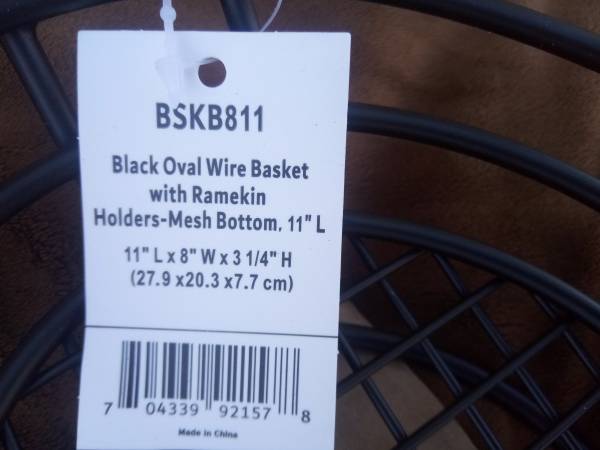 BSKB811
Black Oval Wire Basket
with Ramekin
Holders-Mesh Bottom, 11" L
11" L x 8" W x 3 1/4" H
(27.9 x20.3 x7.7 cm)
7 04339 92157 8
Made in China